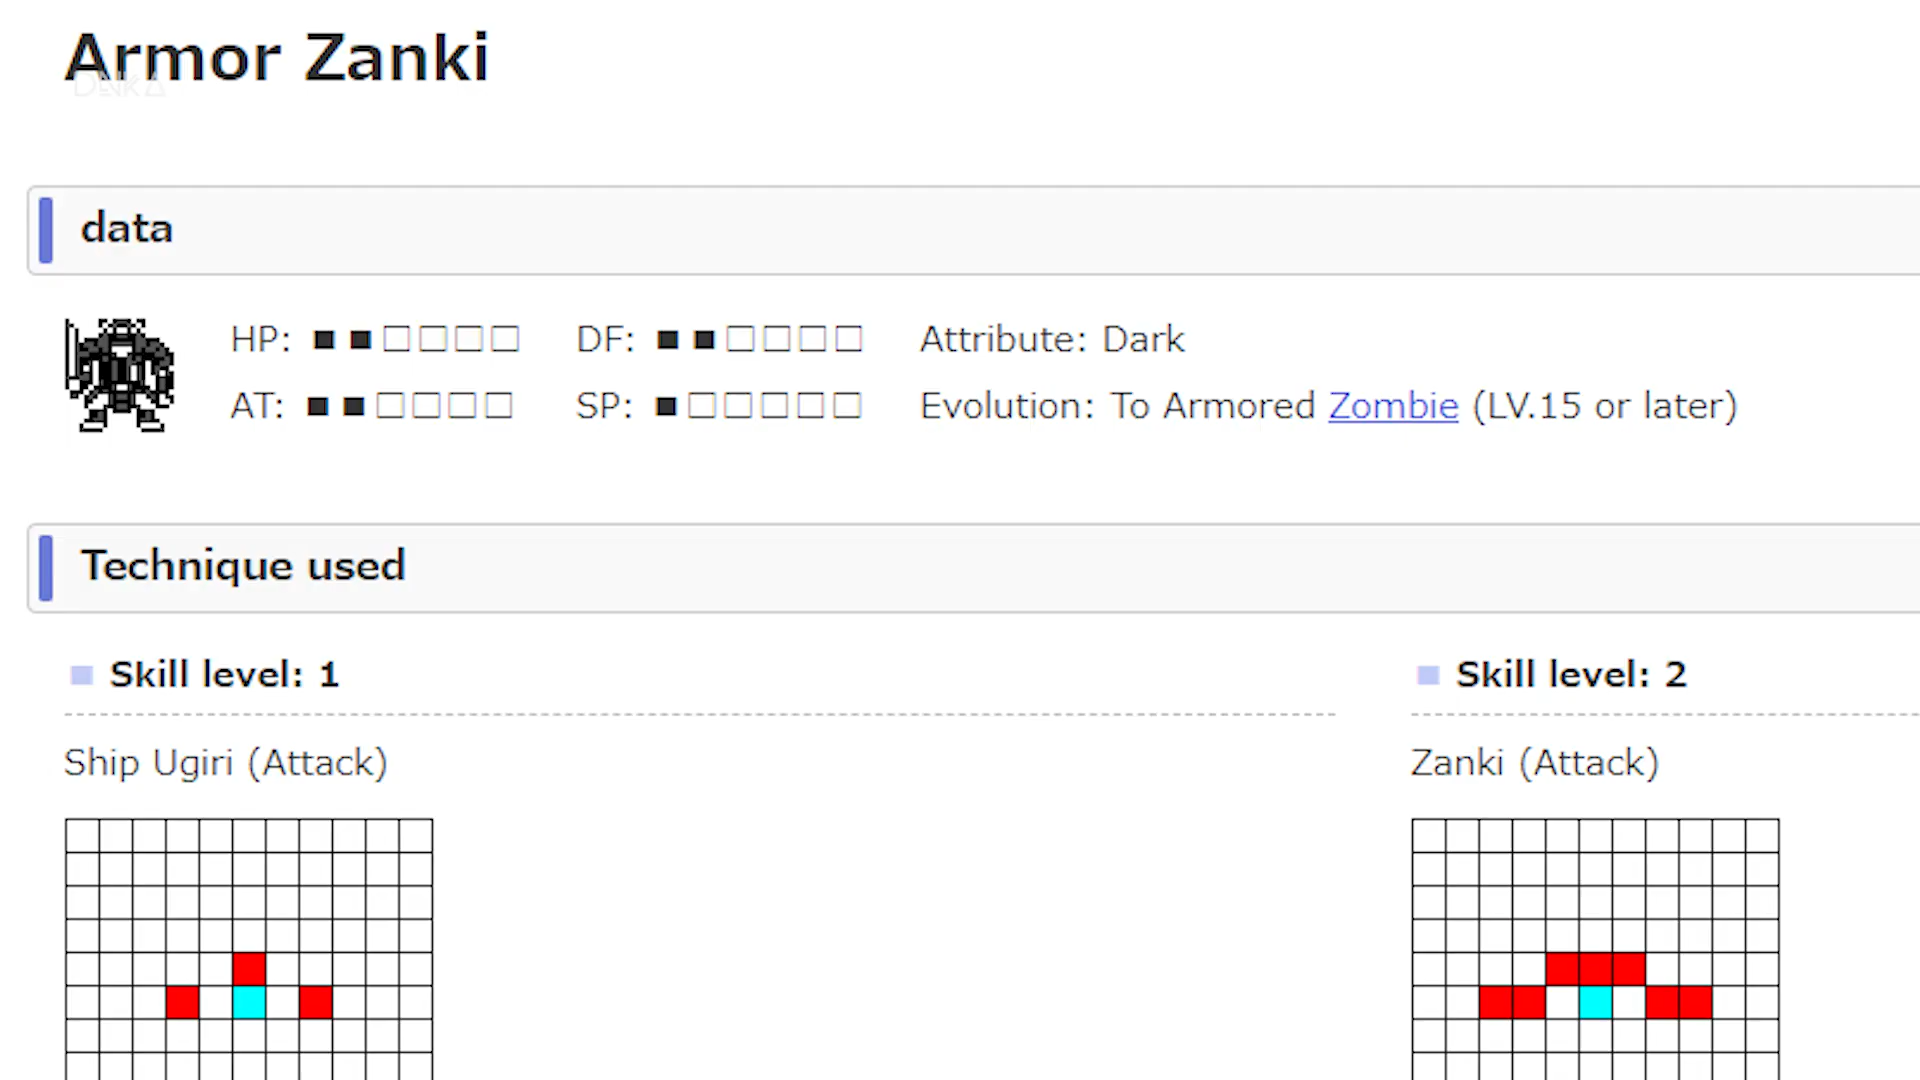 Armor Zanki
DENKA
data
HP: ■■□□□□ DF: ■■□□□□ Attribute: Dark
AT: ■■□□□□ SP: ■□□□□□ Evolution: To Armored Zombie (LV.15 or later)
Technique used
Skill level: 1
Ship Ugiri (Attack)
Skill level: 2
Zanki (Attack)